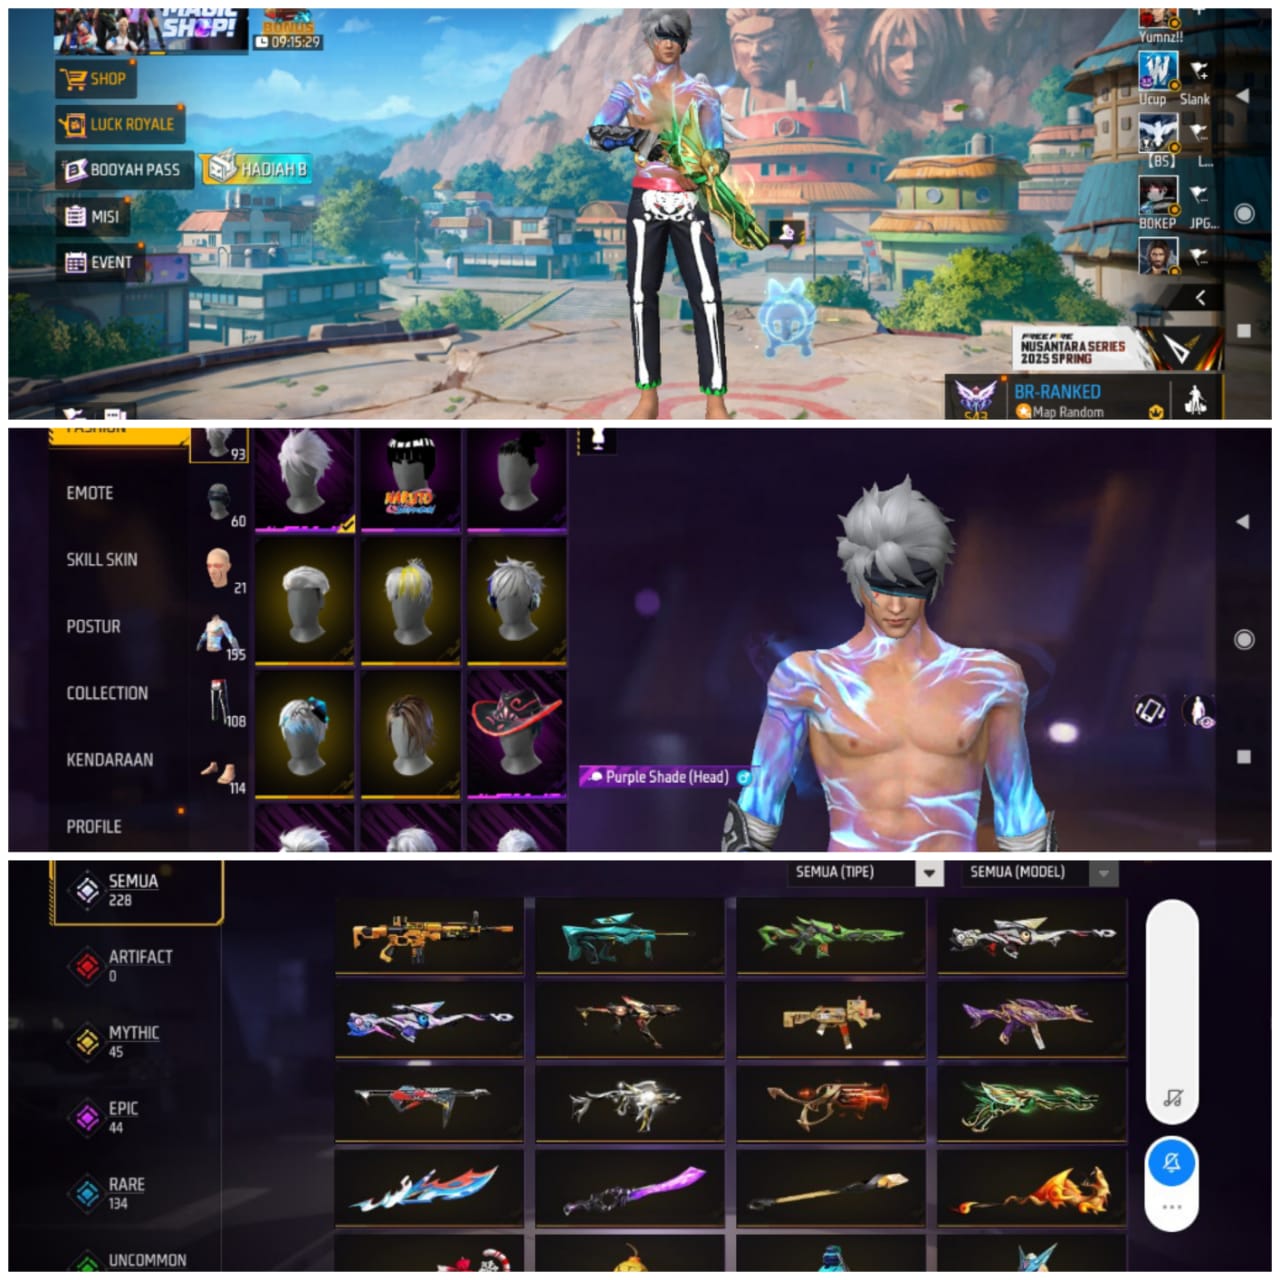 MAGIC
SHOP!
BONUS
09:15:29
SHOP
LUCK ROYALE
BOOYAH PASS
HADIAH B
MISI
EVENT
Yumnz!!
Ucup Slank
【BS】 L...
BOKEP JPG...
FREE FIRE
NUSANTARA SERIES
2025 SPRING
BR-RANKED
S43
Map Random
FASHION
93
EMOTE
60
SKILL SKIN
21
POSTUR
155
COLLECTION
108
KENDARAAN
114
PROFILE
NARUTO
SHIPPUDEN
Purple Shade (Head)
SEMUA
228
ARTIFACT
0
MYTHIC
45
EPIC
44
RARE
134
UNCOMMON
SEMUA (TIPE)
SEMUA (MODEL)